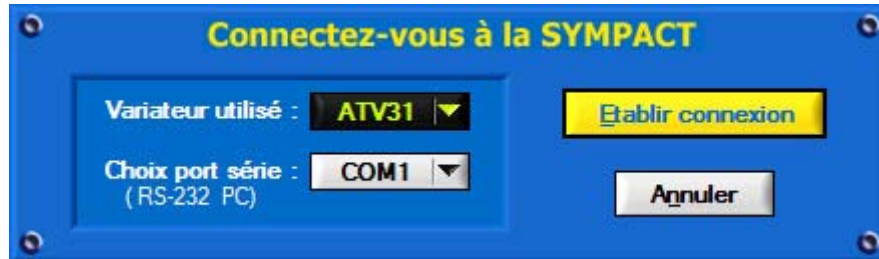 Connectez-vous à la SYMPACT
Variateur utilisé : ATV31
Etablir connexion
Choix port série : COM1
(RS-232 PC)
Annuler